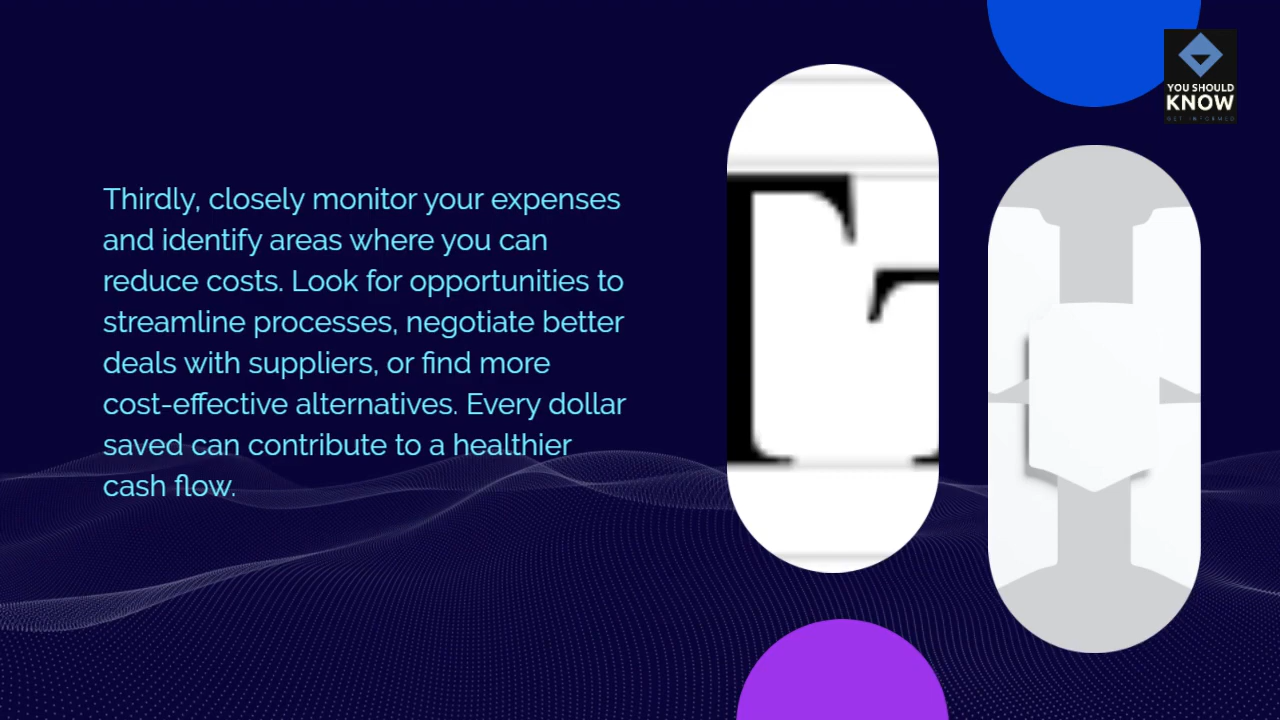 Thirdly, closely monitor your expenses
and identify areas where you can
reduce costs. Look for opportunities to
streamline processes, negotiate better
deals with suppliers, or find more
cost-effective alternatives. Every dollar
saved can contribute to a healthier
cash flow.
YOU SHOULD
KNOW
GET INFORMED